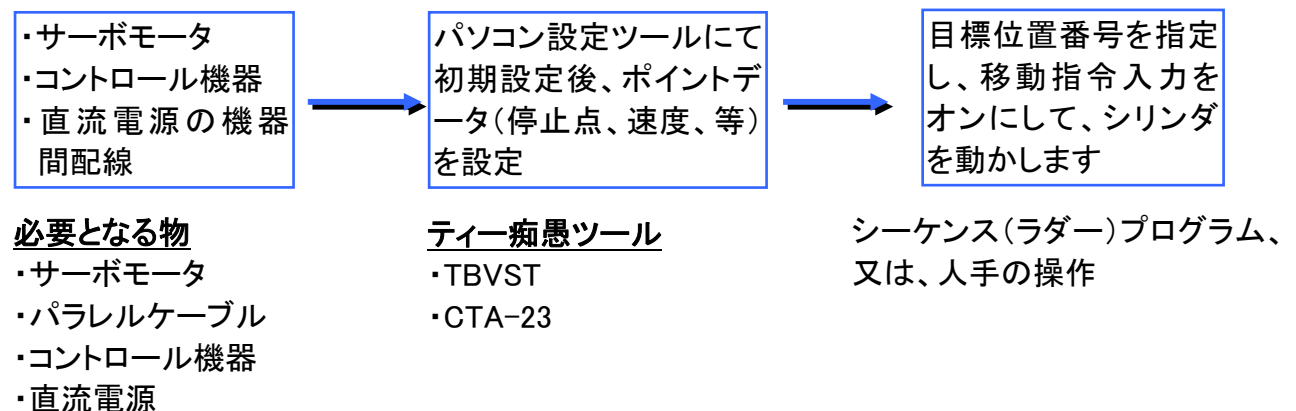 ・サーボモータ
・コントロール機器
・直流電源の機器
間配線
パソコン設定ツールにて
初期設定後、ポイントデ
ータ(停止点、速度、等)
を設定
目標位置番号を指定
し、移動指令入力を
オンにして、シリンダ
を動かします
必要となる物
・サーボモータ
・パラレルケーブル
・コントロール機器
・直流電源
ティー痴愚ツール
・TBVST
・CTA-23
シーケンス(ラダー)プログラム、
又は、人手の操作